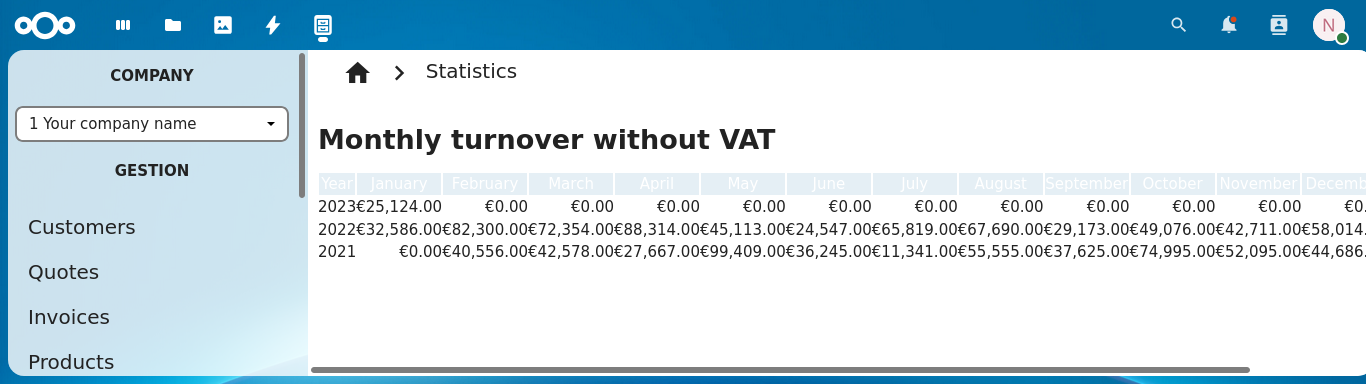 N
COMPANY
1 Your company name
GESTION
Customers
Quotes
Invoices
Products
Statistics
Monthly turnover without VAT
Year January February March April May June July August September October November Decemb
2023 €25,124.00 €0.00 €0.00 €0.00 €0.00 €0.00 €0.00 €0.00 €0.00 €0.00 €0.00 €0.
2022 €32,586.00 €82,300.00 €72,354.00 €88,314.00 €45,113.00 €24,547.00 €65,819.00 €67,690.00 €29,173.00 €49,076.00 €42,711.00 €58,014.
2021 €0.00 €40,556.00 €42,578.00 €27,667.00 €99,409.00 €36,245.00 €11,341.00 €55,555.00 €37,625.00 €74,995.00 €52,095.00 €44,686.